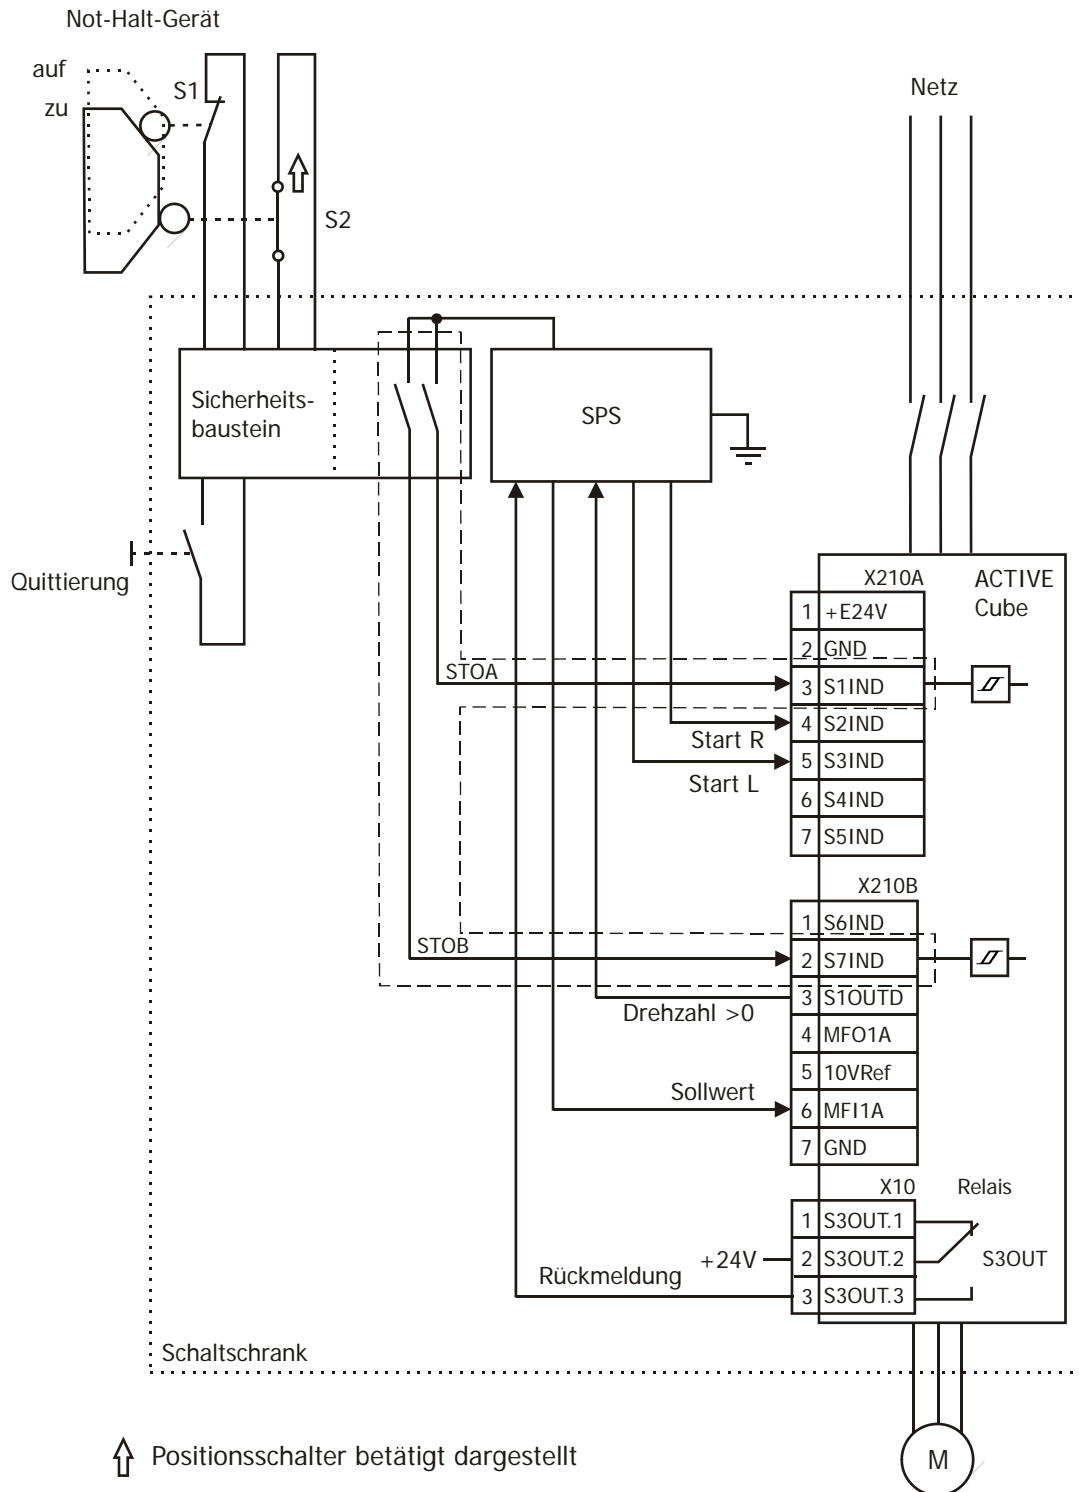 Not-Halt-Gerät
auf
zu
S1
S2
Netz
Sicherheits-
baustein
SPS
Quittierung
X210A
ACTIVE
Cube
1 +E24V
2 GND
STOA
3 S1IND
4 S2IND
Start R
5 S3IND
Start L
6 S4IND
7 S5IND
X210B
1 S6IND
STOB
2 S7IND
3 S1OUTD
Drehzahl >0
4 MFO1A
5 10VRef
Sollwert
6 MFI1A
7 GND
X10
Relais
1 S3OUT.1
+24V
2 S3OUT.2
S3OUT
Rückmeldung
3 S3OUT.3
Schaltschrank
Positionsschalter betätigt dargestellt
M